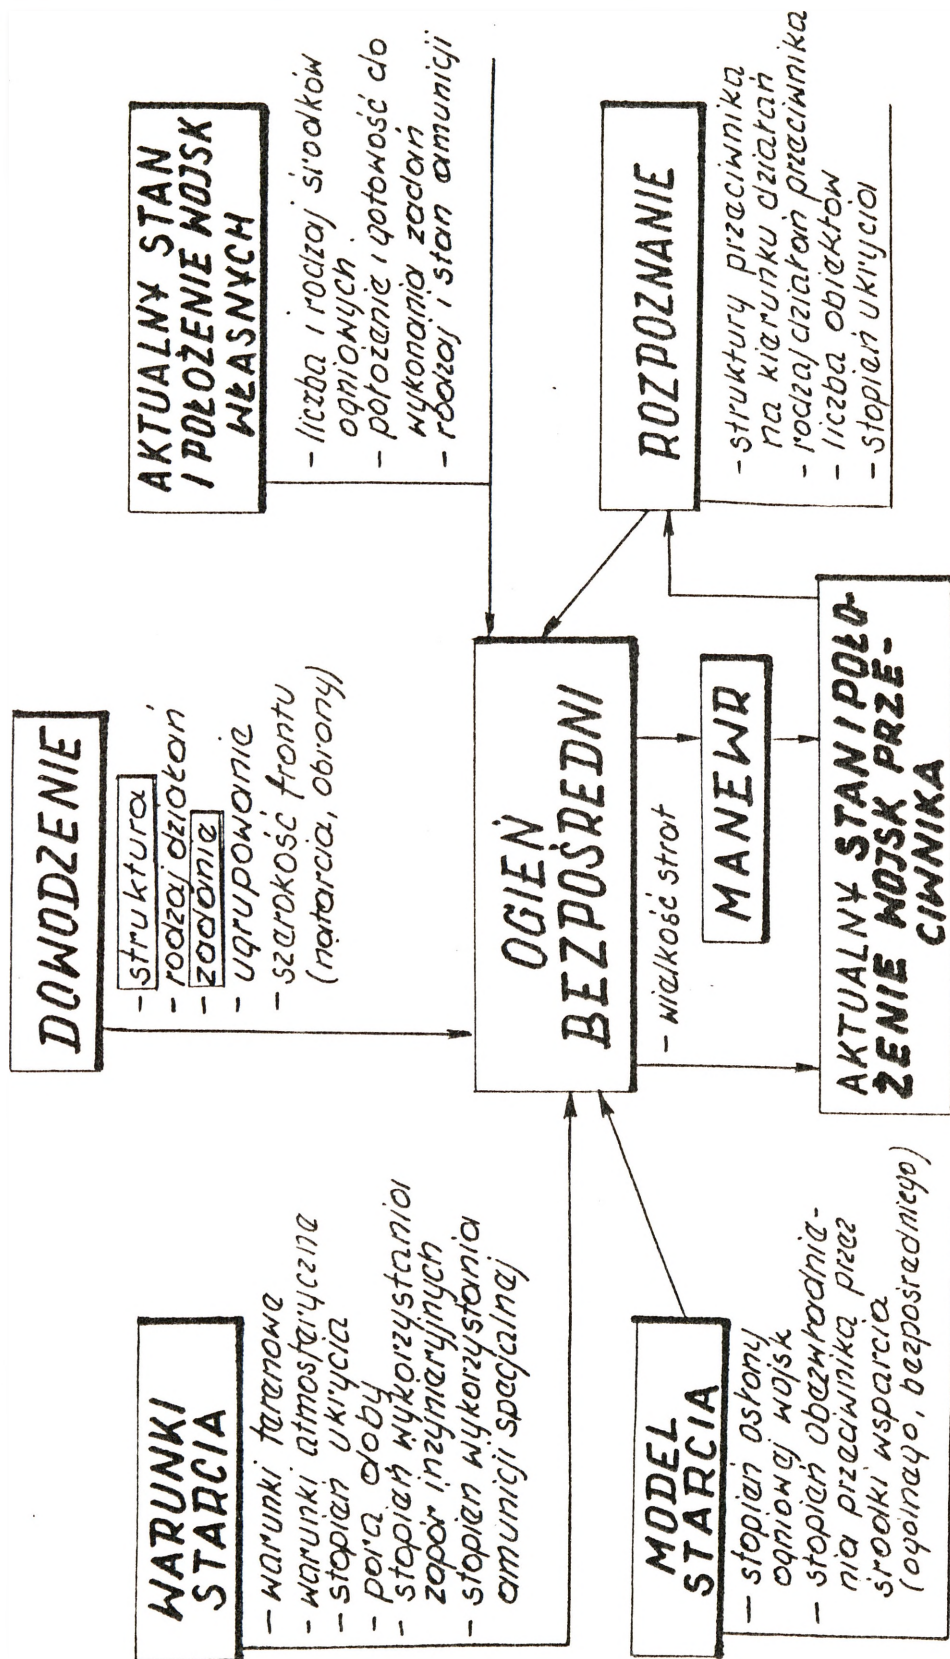 DOWODZENIE
- struktura
- rodzaj działań
- zadanie
- ugrupowanie
- szerokość frontu
(natarcia, obrony)
WARUNKI
STARCIA
- warunki terenowe
- warunki atmosferyczne
- stopień ukrycia
- pora doby
- stopień wykorzystania
zapor inżynieryjnych
- stopien wykorzystania
amunicji specjalnej
AKTUALNY STAN
I POŁOŻENIE WOJSK
WŁASNYCH
- liczba i rodzaj środków
ogniowych.
- położenie i gotowość do
wykonania zadań
- rodzaj i stan amunicji
OGIEŃ
BEZPOŚREDNI
MODEL
STARCIA
- stopień osłony
ogniowej wojsk
- stopień obezwładnie-
nia przeciwnika przez
środki wsparcia
(ogólnego, bezpośredniego)
- wielkość strat
MANEWR
ROZPOZNANIE
- struktury przeciwnika
na kierunku działań
- rodzaj działań przeciwnika
- liczba obiektów
- stopień ukrycia
AKTUALNY STAN I POŁO-
ŻENIE WOJSK PRZE-
CIWNIKA